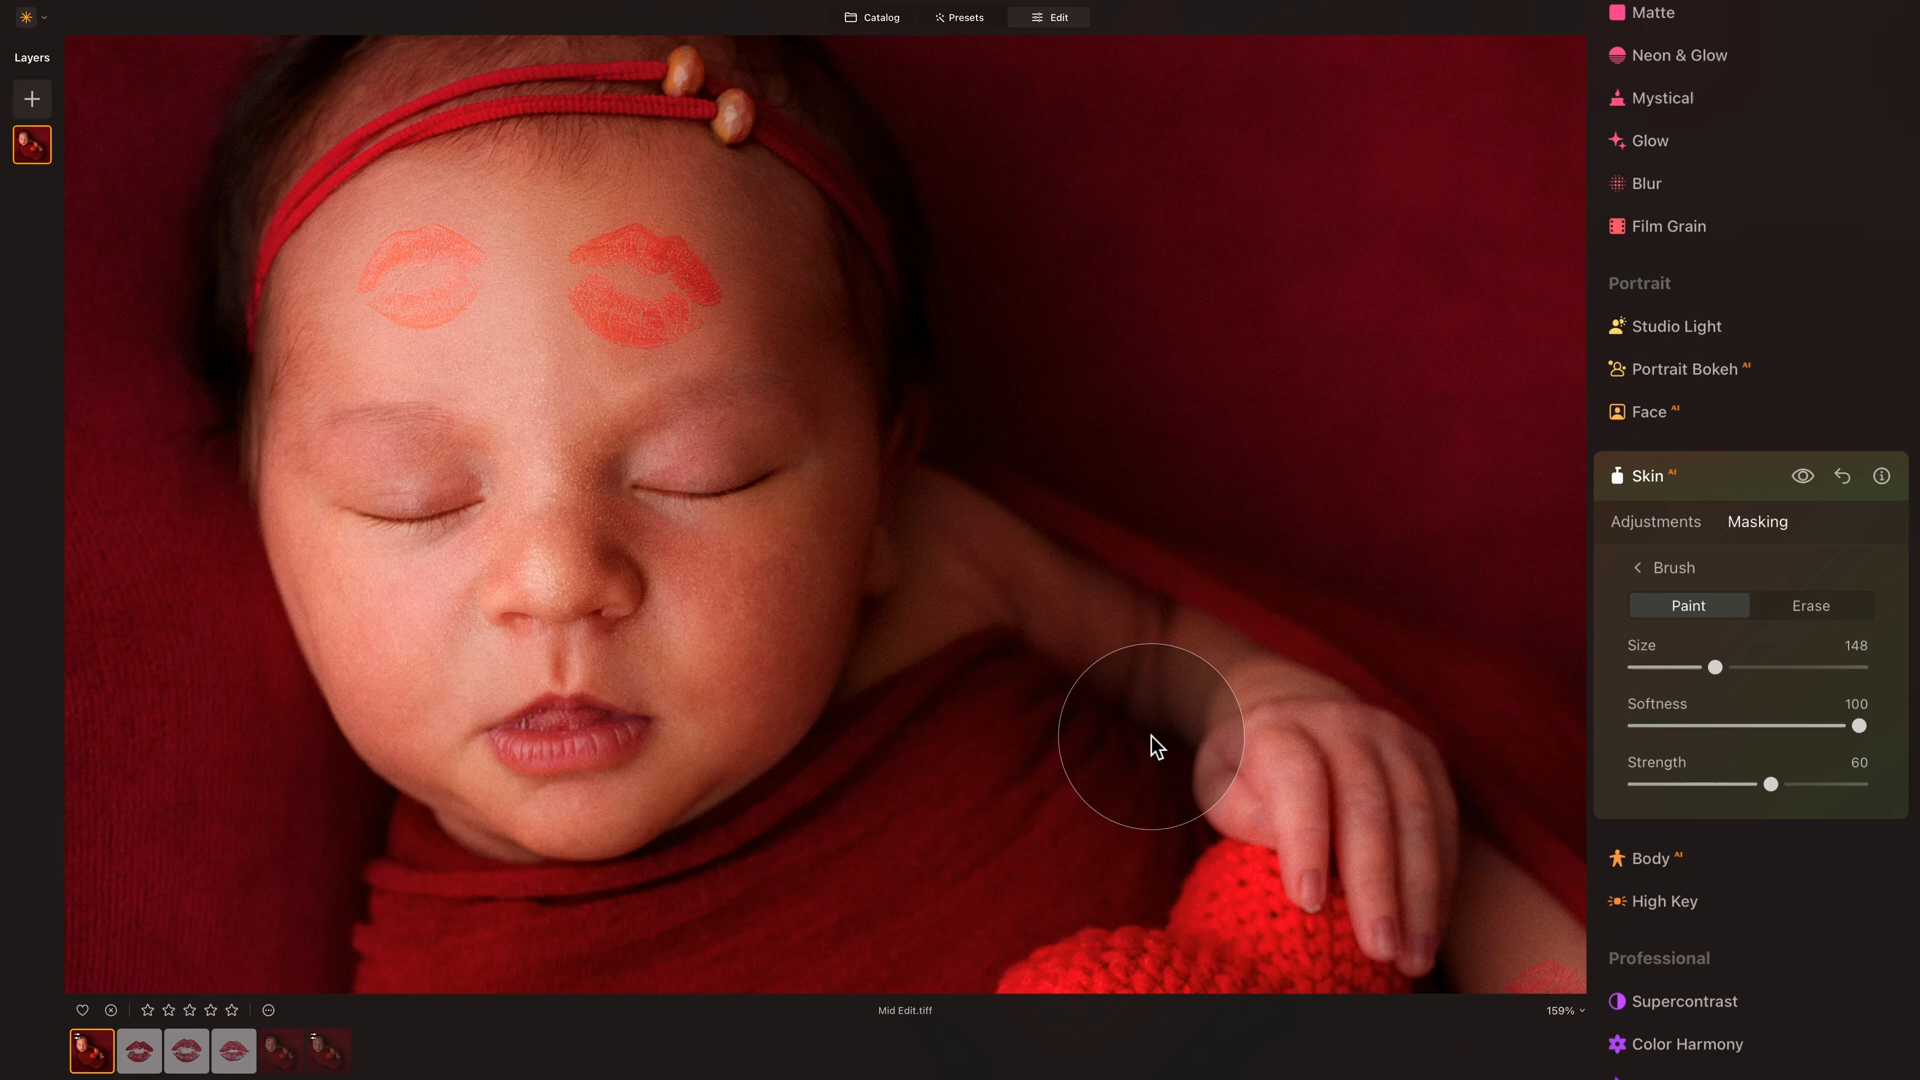 Catalog
Presets
Edit
Layers
Matte
Neon & Glow
Mystical
Glow
Blur
Film Grain
Portrait
Studio Light
Portrait Bokeh AI
Face AI
Skin AI
Adjustments Masking
Brush
Paint Erase
Size 148
Softness 100
Strength 60
Body AI
High Key
Professional
Supercontrast
Color Harmony
Mid Edit.tiff
159%